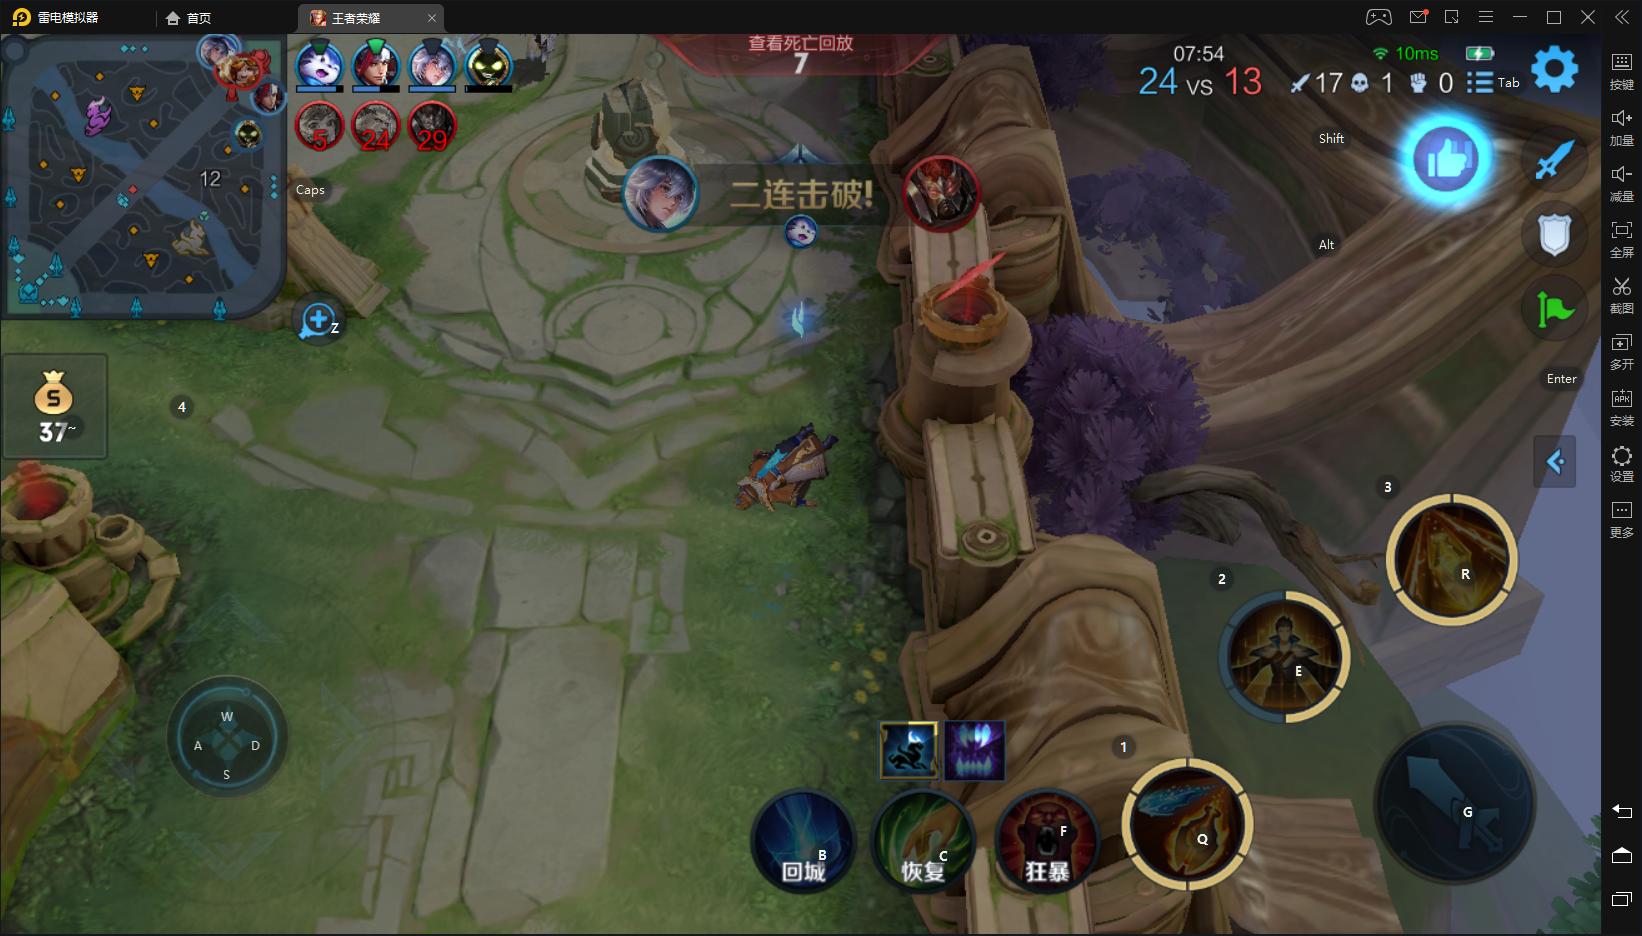 雷电模拟器
首页
王者荣耀
查看死亡回放
7
07:54
10ms
24 vs 13
17 1 0 Tab
按键
加量
减量
全屏
截图
多开
安装
设置
更多
5 24 29
Shift
12
Caps
二连击破!
Alt
Z
S
37~
4
Enter
APK
3
R
2
E
W
A D
S
1
G
Q
B
回城
C
恢复
F
狂暴